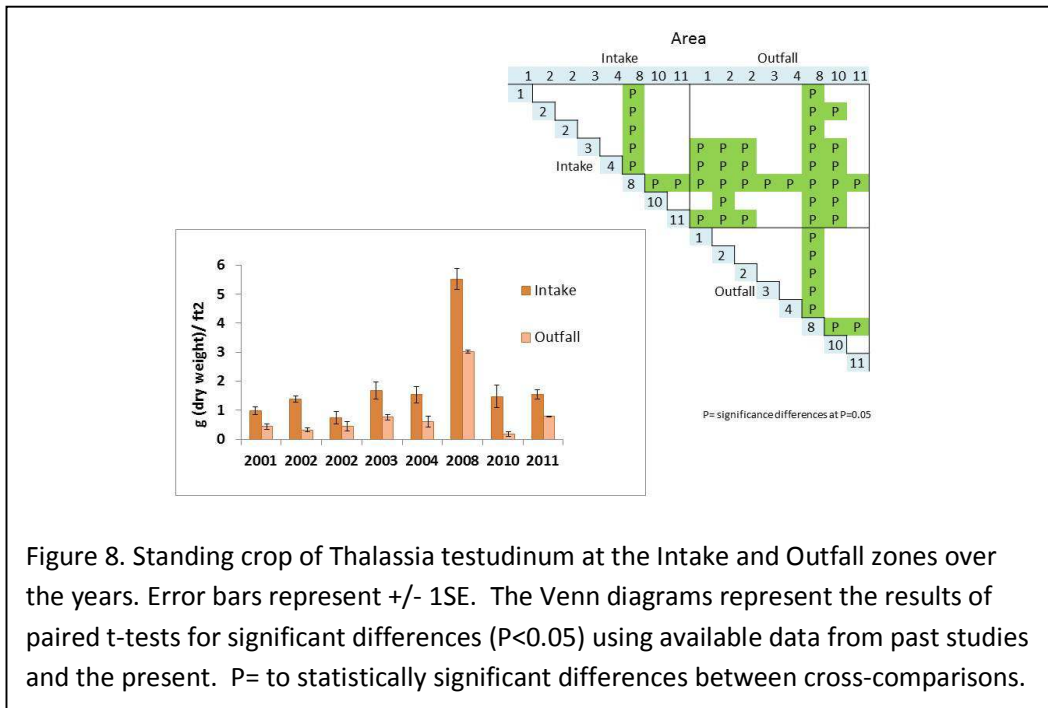 Area
Intake Outfall
1 2 2 3 4 8 10 11 1 2 2 3 4 8 10 11
1 P P
2 P P P
2 P P
3 P P P P P P
Intake 4 P P P P P P
8 P P P P P P P P P P
10 P P P
11 P P P P P
1 P
2 P
2 P
Outfall 3 P
4 P
8 P P
10
11
P= significance differences at P=0.05
g (dry weight)/ ft2
6
5
4
3
2
1
0
Intake
Outfall
2001 2002 2002 2003 2004 2008 2010 2011
Figure 8. Standing crop of Thalassia testudinum at the Intake and Outfall zones over
the years. Error bars represent +/- 1SE. The Venn diagrams represent the results of
paired t-tests for significant differences (P<0.05) using available data from past studies
and the present. P= to statistically significant differences between cross-comparisons.